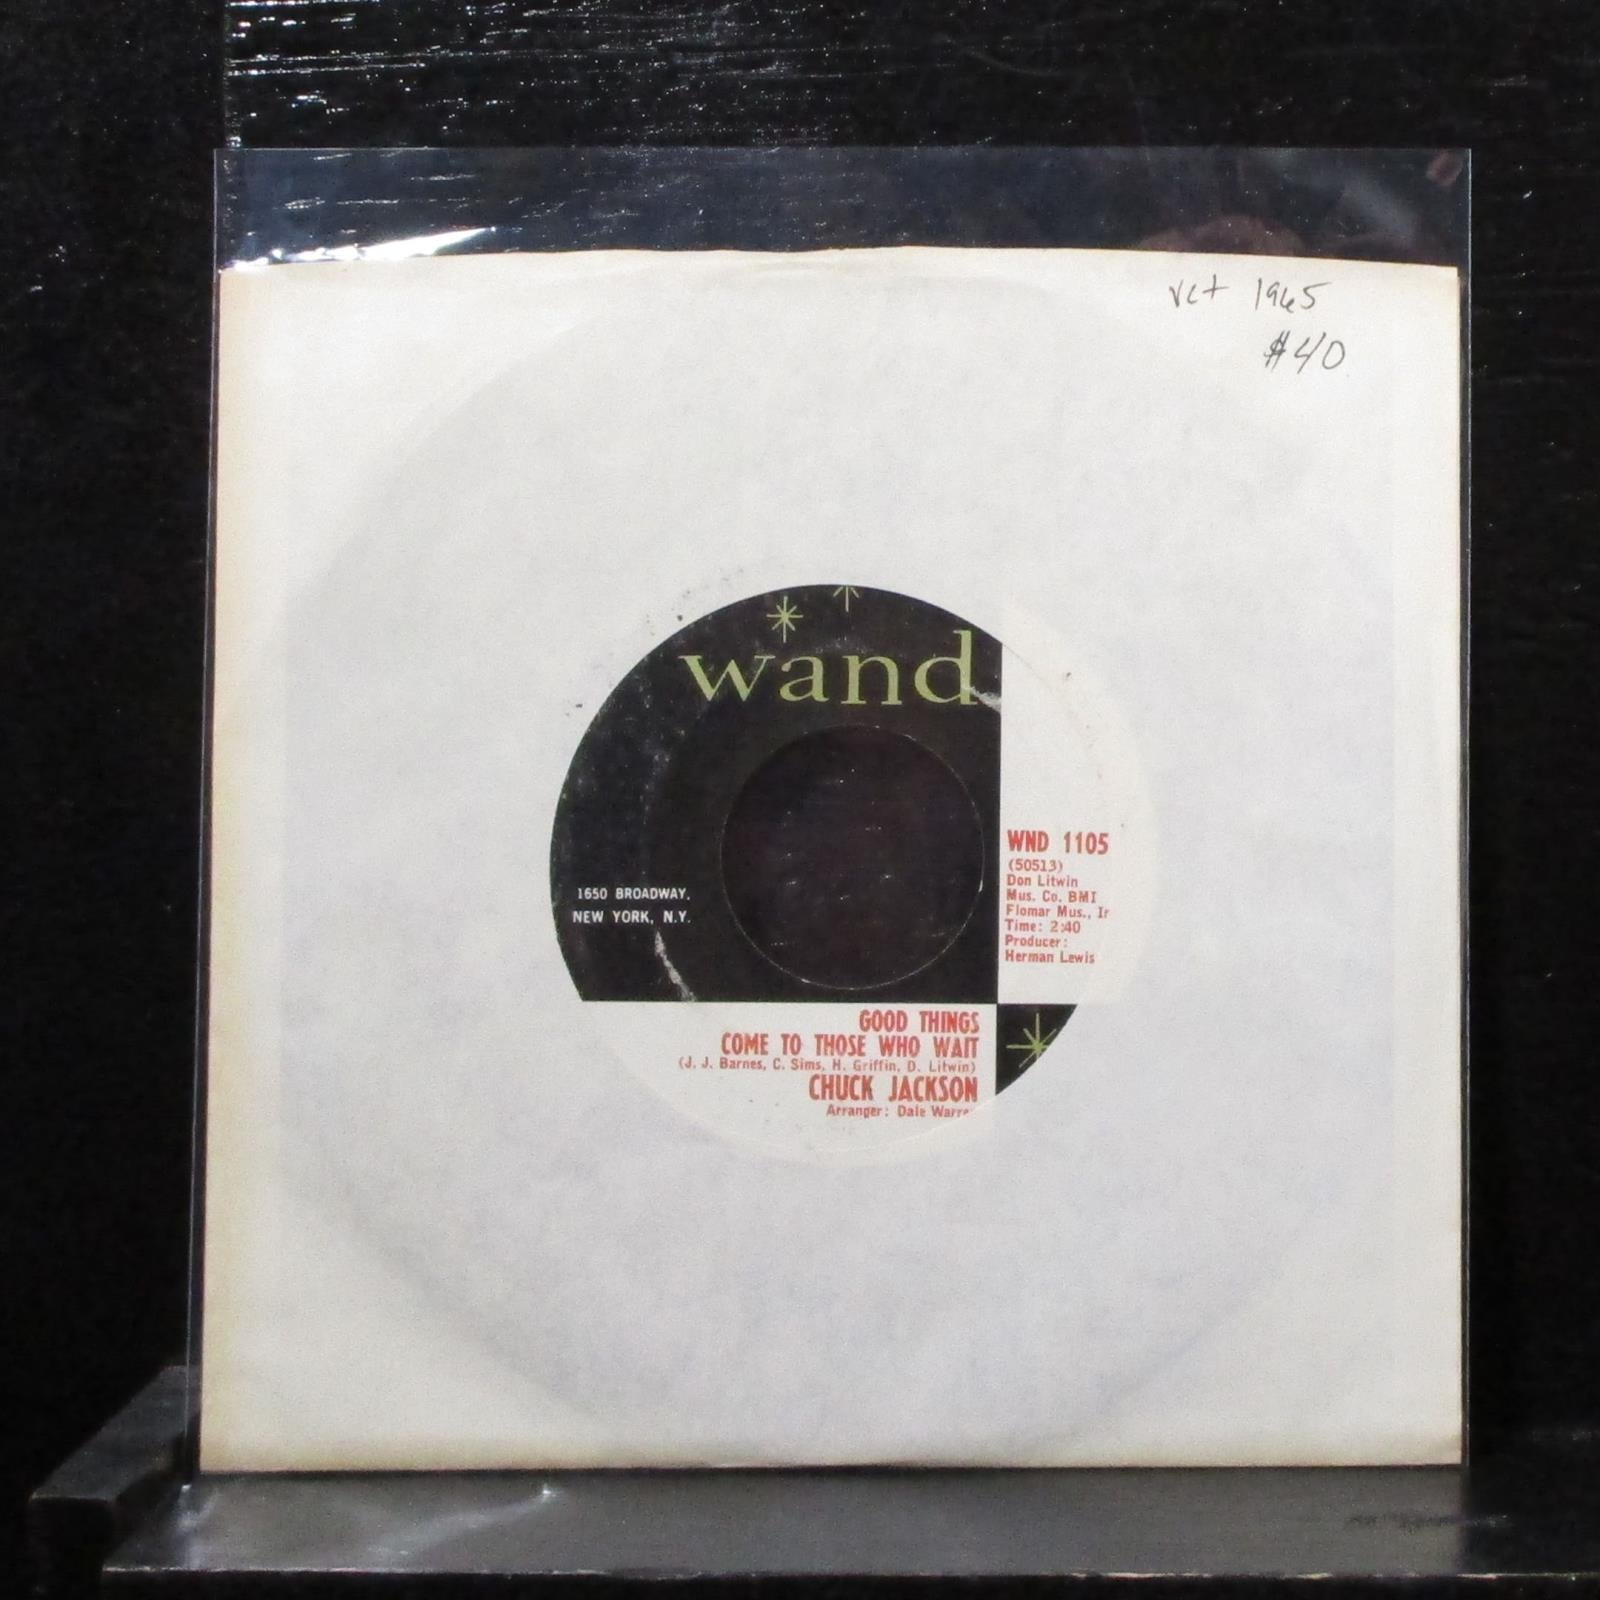 1965
$40
wand
1650 BROADWAY,
NEW YORK, N.Y.
WND 1105
(50513)
Don Litwin
Mus. Co. BMI
Flomar Mus.,
Time: 2:40
Producer:
Herman Lewis
GOOD THINGS
COME TO THOSE WHO WAIT
(J. J. Barnes, C. Sims, H. Griffin, D. Litwin)
CHUCK JACKSON
Arranger: Dale